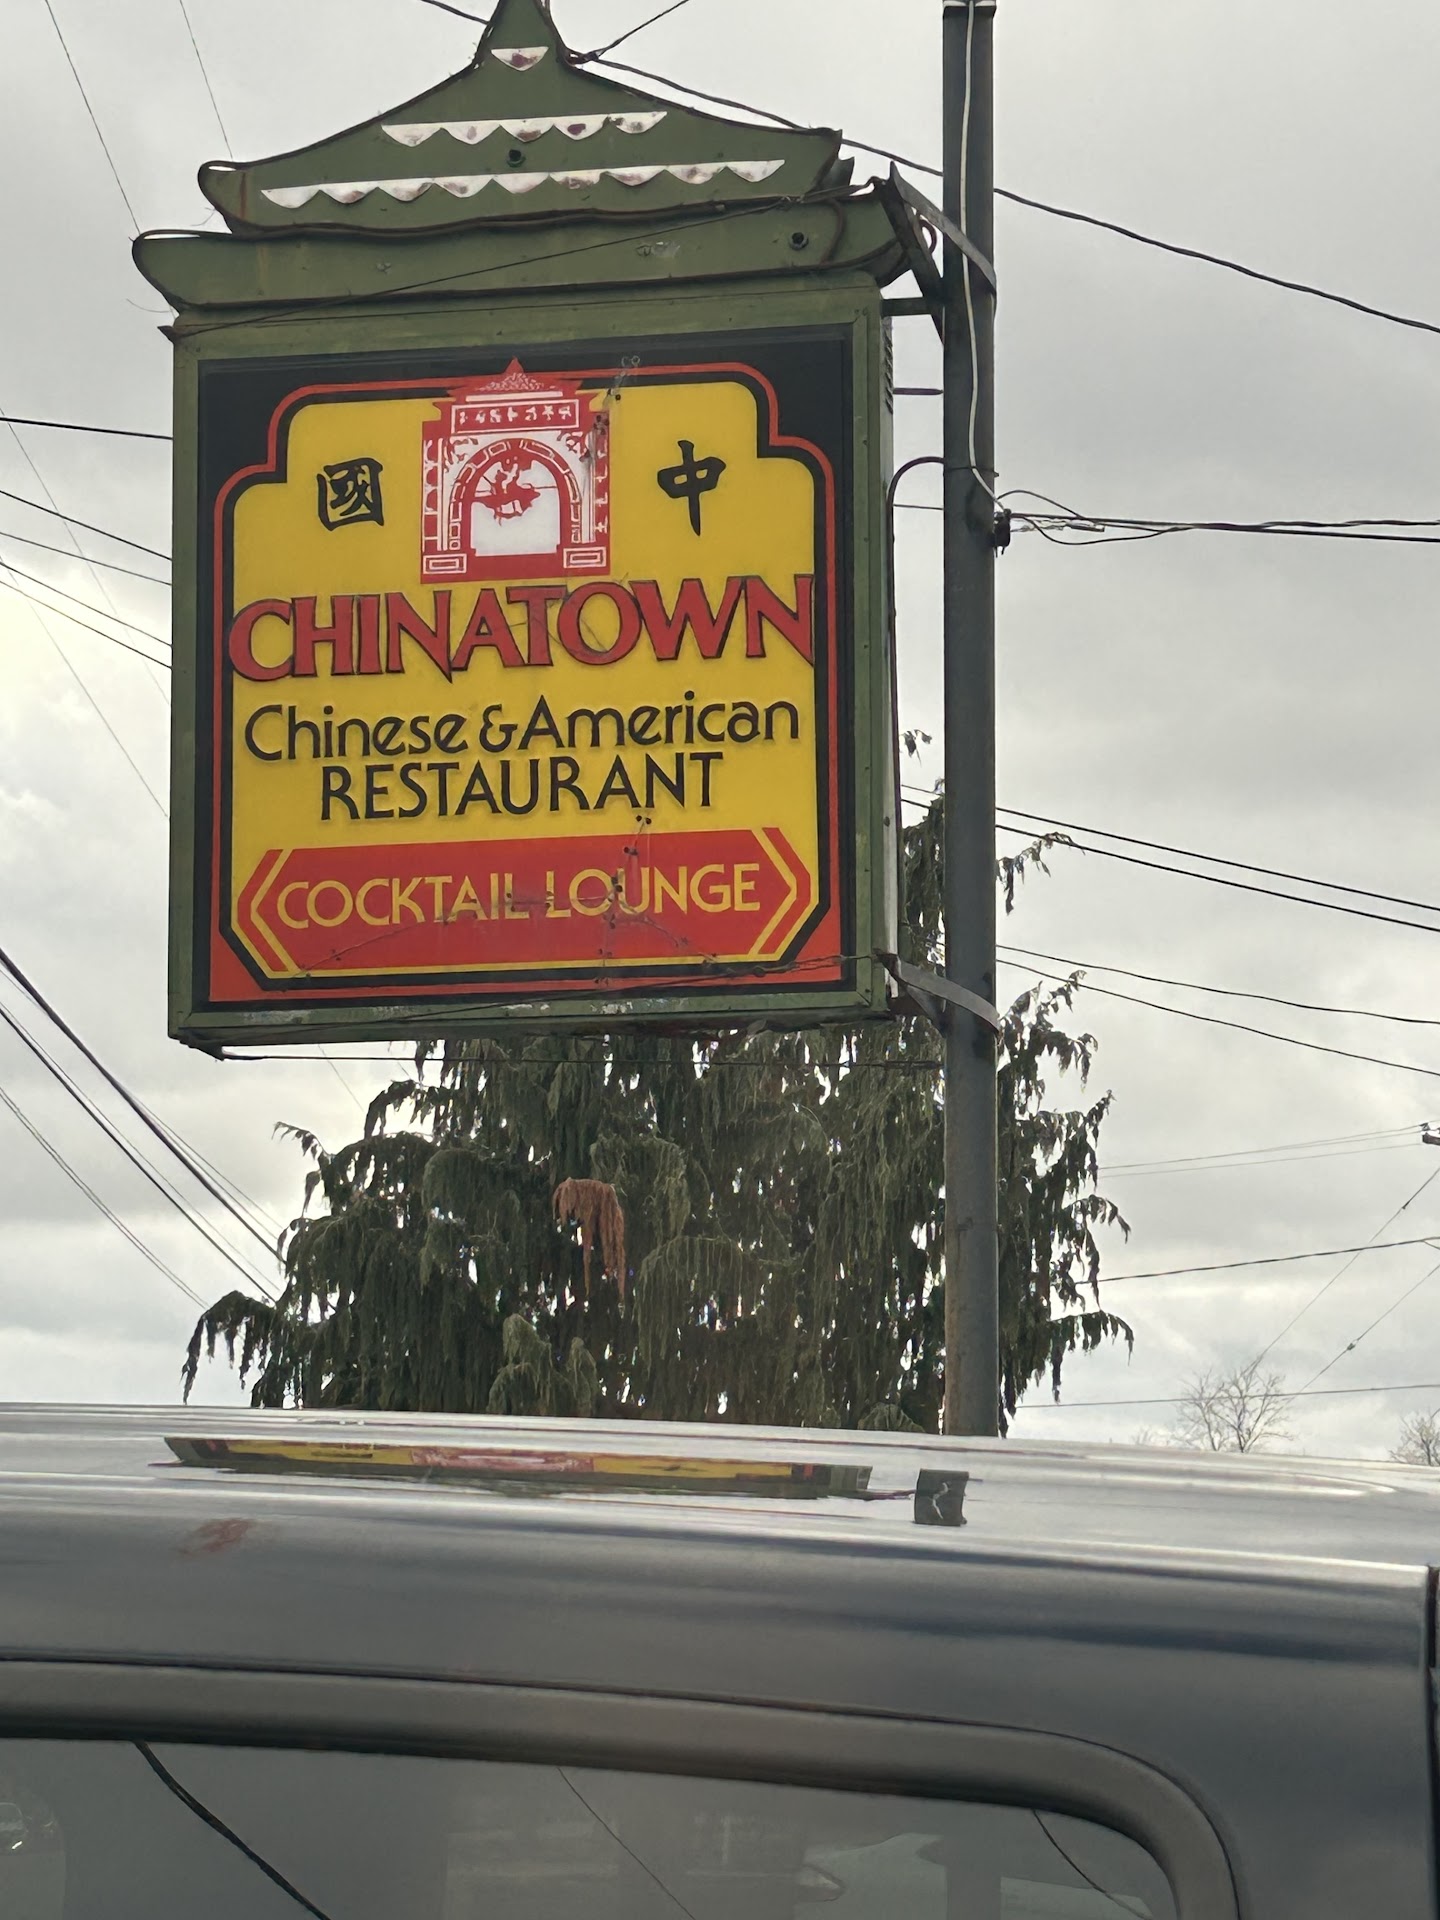 國 中
CHINATOWN
Chinese & American
RESTAURANT
COCKTAIL LOUNGE